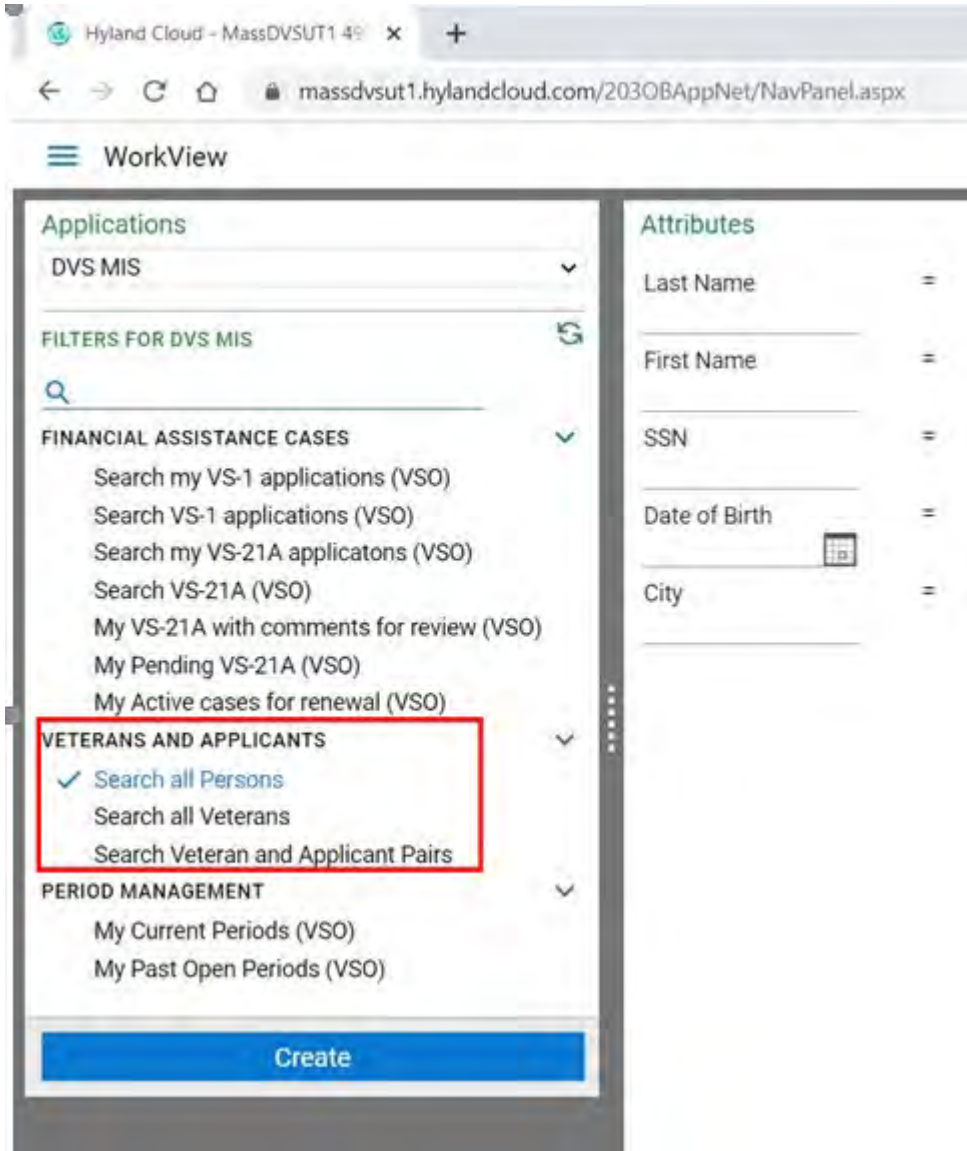 Hyland Cloud - MassDVSUT1 49
massdvsut1.hylandcloud.com/203OBAppNet/NavPanel.aspx
WorkView
Applications
DVS MIS
FILTERS FOR DVS MIS
FINANCIAL ASSISTANCE CASES
Search my VS-1 applications (VSO)
Search VS-1 applications (VSO)
Search my VS-21A applicatons (VSO)
Search VS-21A (VSO)
My VS-21A with comments for review (VSO)
My Pending VS-21A (VSO)
My Active cases for renewal (VSO)
VETERANS AND APPLICANTS
Search all Persons
Search all Veterans
Search Veteran and Applicant Pairs
PERIOD MANAGEMENT
My Current Periods (VSO)
My Past Open Periods (VSO)
Create
Attributes
Last Name =
First Name =
SSN =
Date of Birth =
City =